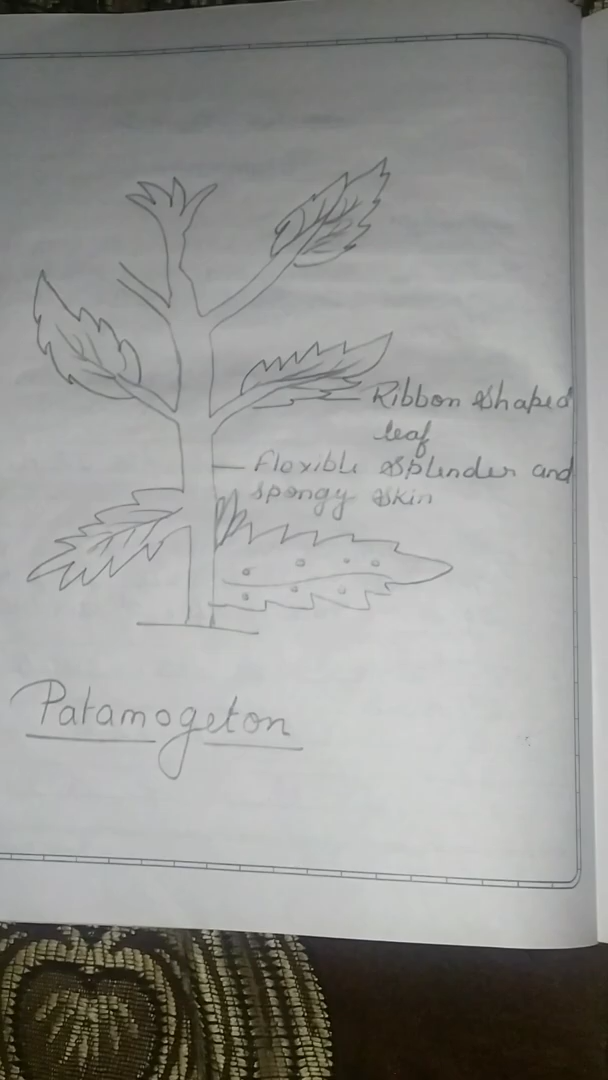 Ribbon shaped
leaf
Flexible splender and
spongy skin
Patamogeton